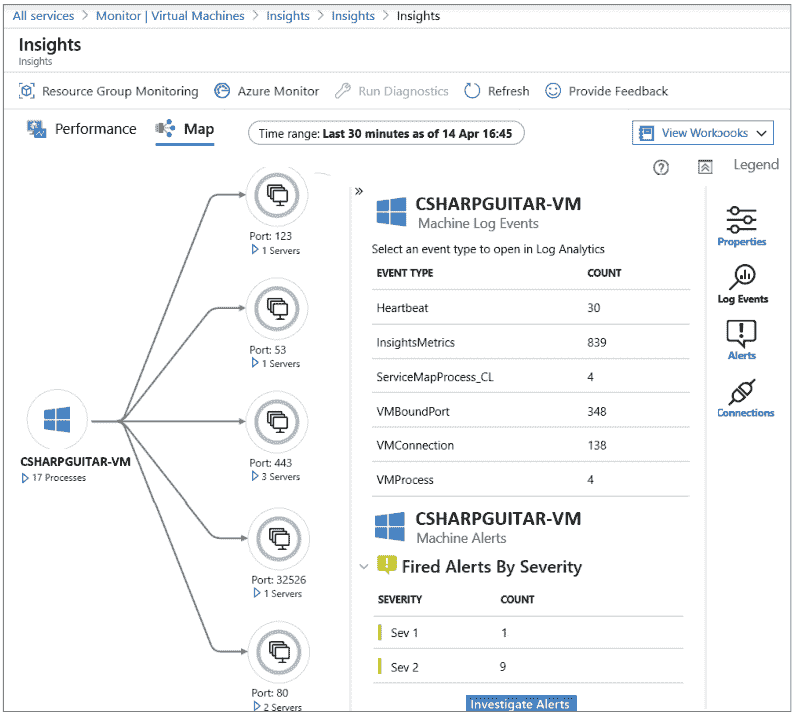 All services > Monitor | Virtual Machines > Insights > Insights > Insights
Insights
Insights
Resource Group Monitoring Azure Monitor Run Diagnostics Refresh Provide Feedback
Performance Map Time range: Last 30 minutes as of 14 Apr 16:45 View Workbooks
Legend
CSHARPGUITAR-VM
17 Processes
Port: 123
1 Servers
Port: 53
1 Servers
Port: 443
3 Servers
Port: 32526
1 Servers
Port: 80
2 Servers
»
CSHARPGUITAR-VM
Machine Log Events
Select an event type to open in Log Analytics
EVENT TYPE COUNT
Heartbeat 30
InsightsMetrics 839
ServiceMapProcess_CL 4
VMBoundPort 348
VMConnection 138
VMProcess 4
CSHARPGUITAR-VM
Machine Alerts
Fired Alerts By Severity
SEVERITY COUNT
Sev 1 1
Sev 2 9
Investigate Alerts
Properties
Log Events
Alerts
Connections